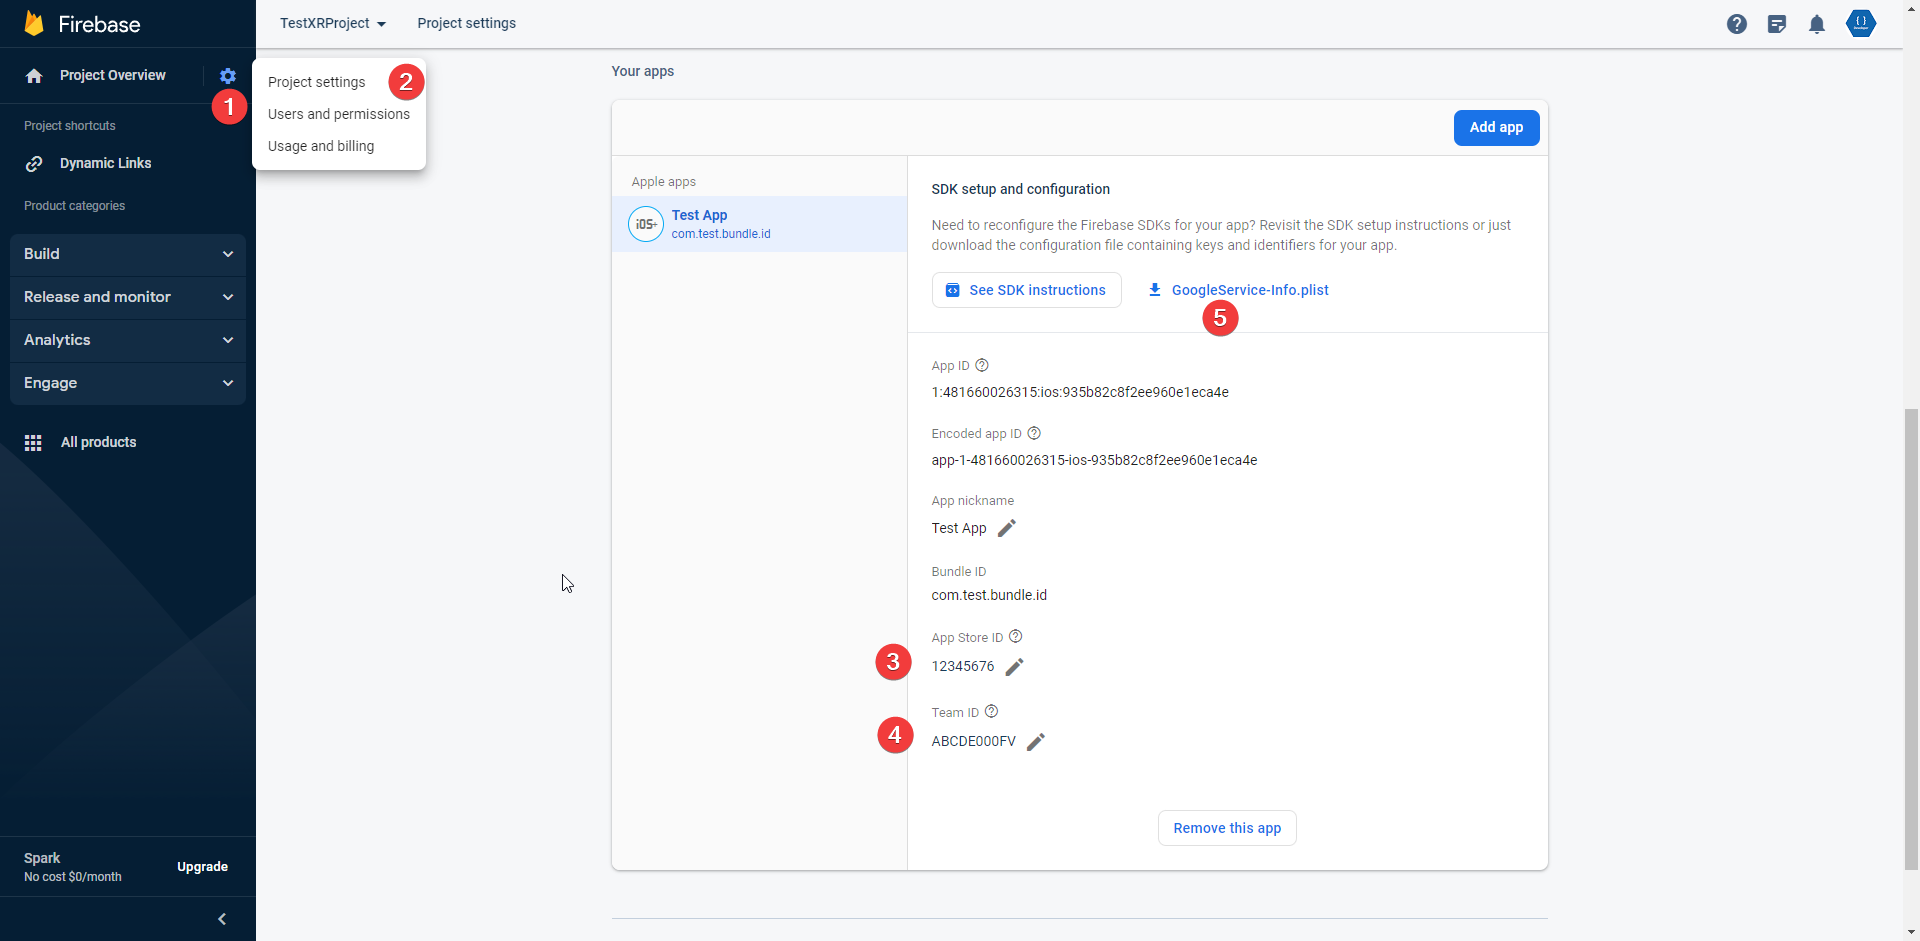 Firebase
TestXRProject
Project settings
Project Overview
1
Project settings
2
Users and permissions
Usage and billing
Project shortcuts
Dynamic Links
Product categories
Build
Release and monitor
Analytics
Engage
All products
Spark
No cost $0/month
Upgrade
Your apps
Add app
Apple apps
iOS+
Test App
com.test.bundle.id
SDK setup and configuration
Need to reconfigure the Firebase SDKs for your app? Revisit the SDK setup instructions or just
download the configuration file containing keys and identifiers for your app.
See SDK instructions
GoogleService-Info.plist
5
App ID
1:481660026315:ios:935b82c8f2ee960e1eca4e
Encoded app ID
app-1-481660026315-ios-935b82c8f2ee960e1eca4e
App nickname
Test App
Bundle ID
com.test.bundle.id
App Store ID
3
12345676
Team ID
4
ABCDE000FV
Remove this app